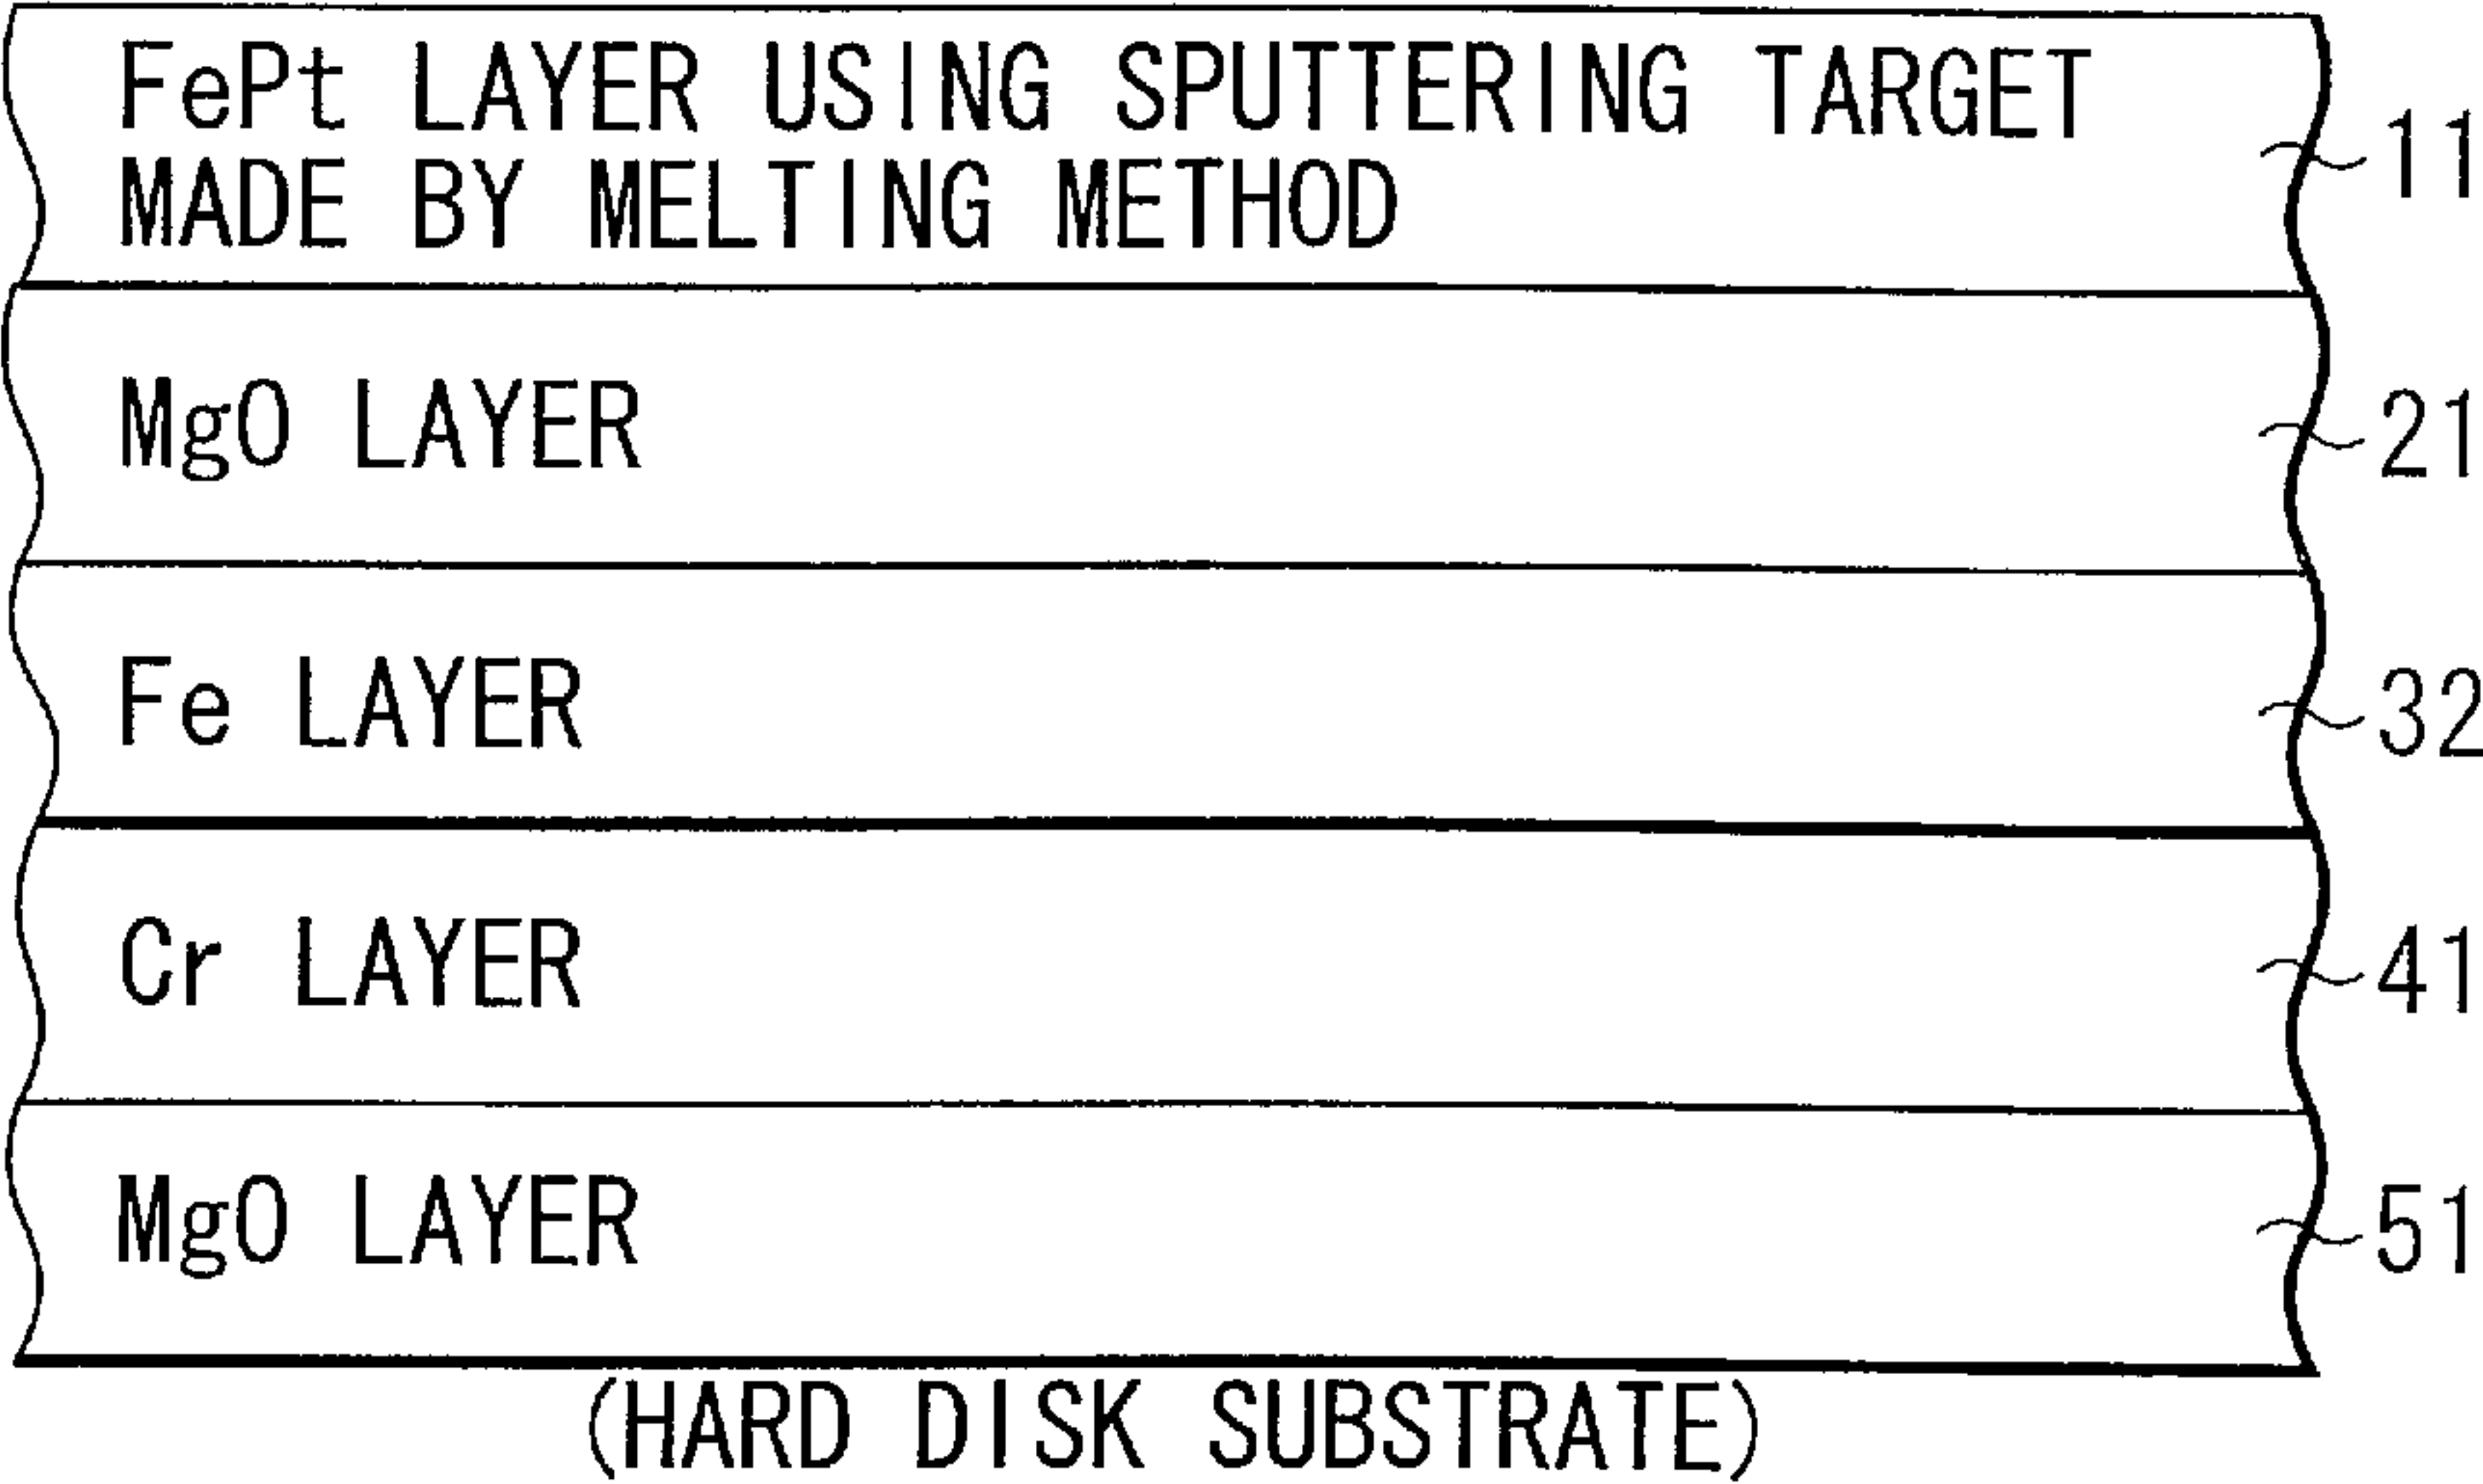 FePt LAYER USING SPUTTERING TARGET
MADE BY MELTING METHOD
11
MgO LAYER
21
Fe LAYER
32
Cr LAYER
41
MgO LAYER
51
(HARD DISK SUBSTRATE)